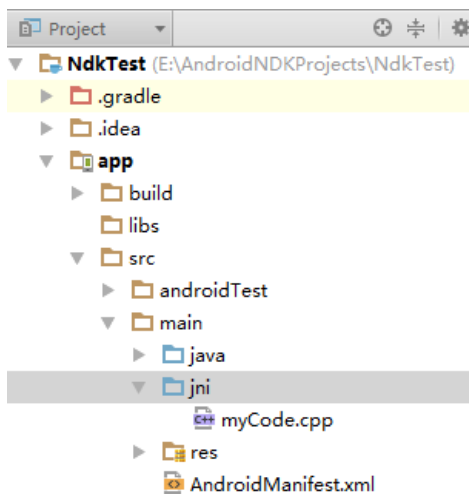 Project
NdkTest (E:\AndroidNDKProjects\NdkTest)
.gradle
.idea
app
build
libs
src
androidTest
main
java
jni
myCode.cpp
res
AndroidManifest.xml